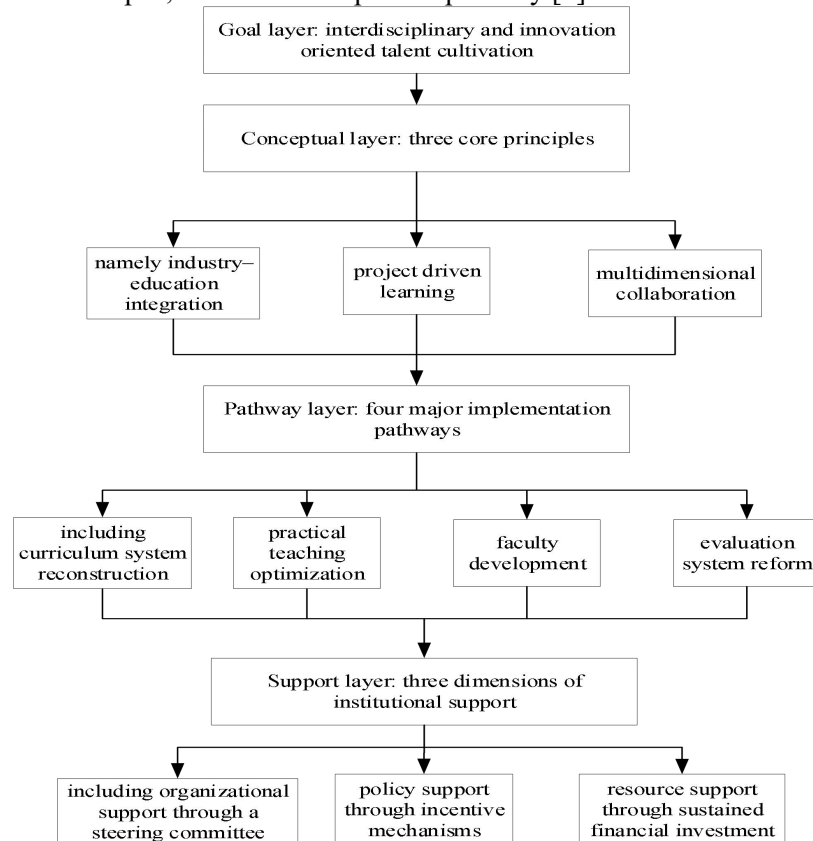 Goal layer: interdisciplinary and innovation
oriented talent cultivation
Conceptual layer: three core principles
namely industry–
education
integration
project driven
learning
multidimensional
collaboration
Pathway layer: four major implementation
pathways
including
curriculum system
reconstruction
practical
teaching
optimization
faculty
development
evaluation
system reform
Support layer: three dimensions of
institutional support
including organizational
support through a
steering committee
policy support
through incentive
mechanisms
resource support
through sustained
financial investment